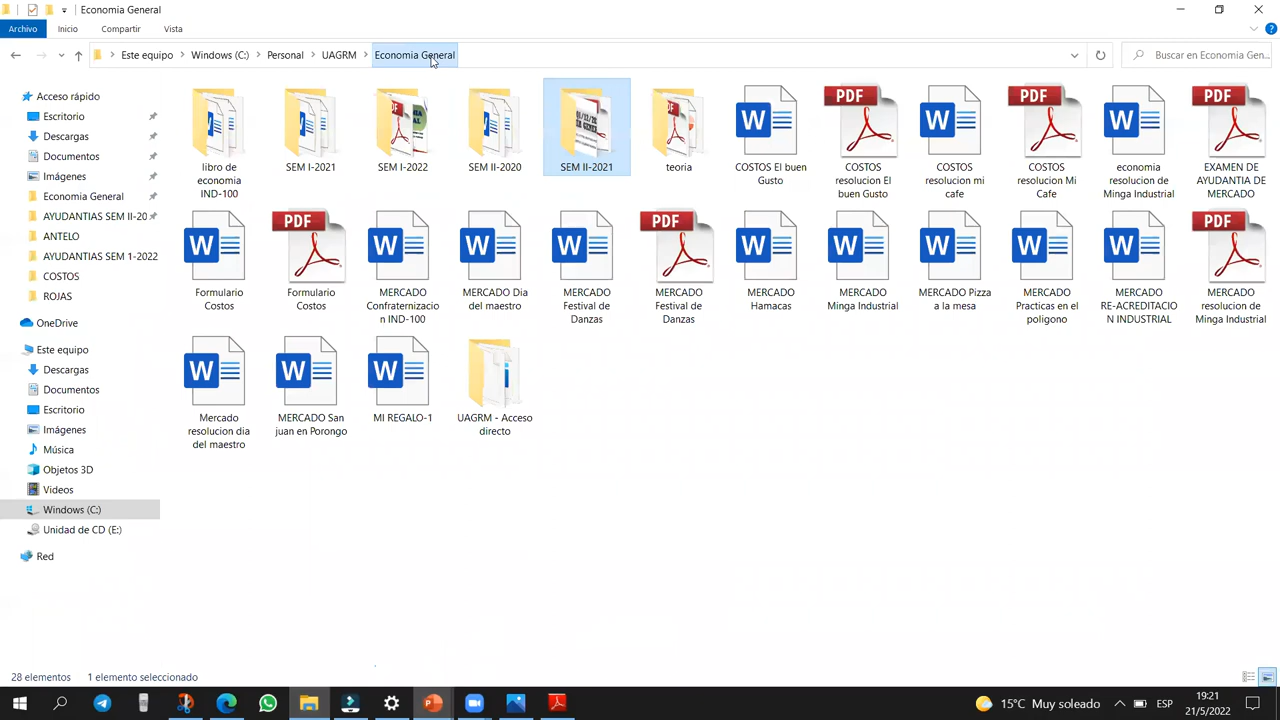 Economia General
Archivo
Inicio
Compartir
Vista
Este equipo
Windows (C:)
Personal
UAGRM
Economia General
Buscar en Economia Gen...
Acceso rápido
Escritorio
Descargas
Documentos
Imágenes
Economia General
AYUDANTIAS SEM II-20
ANTELO
AYUDANTIAS SEM 1-2022
COSTOS
ROJAS
OneDrive
Este equipo
Descargas
Documentos
Escritorio
Imágenes
Música
Objetos 3D
Videos
Windows (C:)
Unidad de CD (E:)
Red
libro de
economia
IND-100
SEM I-2021
SEM I-2022
SEM II-2020
SEM II-2021
teoria
COSTOS El buen
Gusto
PDF
COSTOS
resolucion El
buen Gusto
COSTOS
resolucion mi
cafe
PDF
COSTOS
resolucion Mi
Cafe
economia
resolucion de
Minga Industrial
PDF
EXAMEN DE
AYUDANTIA DE
MERCADO
Formulario
Costos
PDF
Formulario
Costos
MERCADO
Confraternizacio
n IND-100
MERCADO Dia
del maestro
MERCADO
Festival de
Danzas
PDF
MERCADO
Festival de
Danzas
MERCADO
Hamacas
MERCADO
Minga Industrial
MERCADO Pizza
a la mesa
MERCADO
Practicas en el
poligono
MERCADO
RE-ACREDITACIO
N INDUSTRIAL
PDF
MERCADO
resolucion de
Minga Industrial
Mercado
resolucion dia
del maestro
MERCADO San
juan en Porongo
MI REGALO-1
UAGRM - Acceso
directo
28 elementos
1 elemento seleccionado
15°C Muy soleado
ESP
19:21
21/5/2022